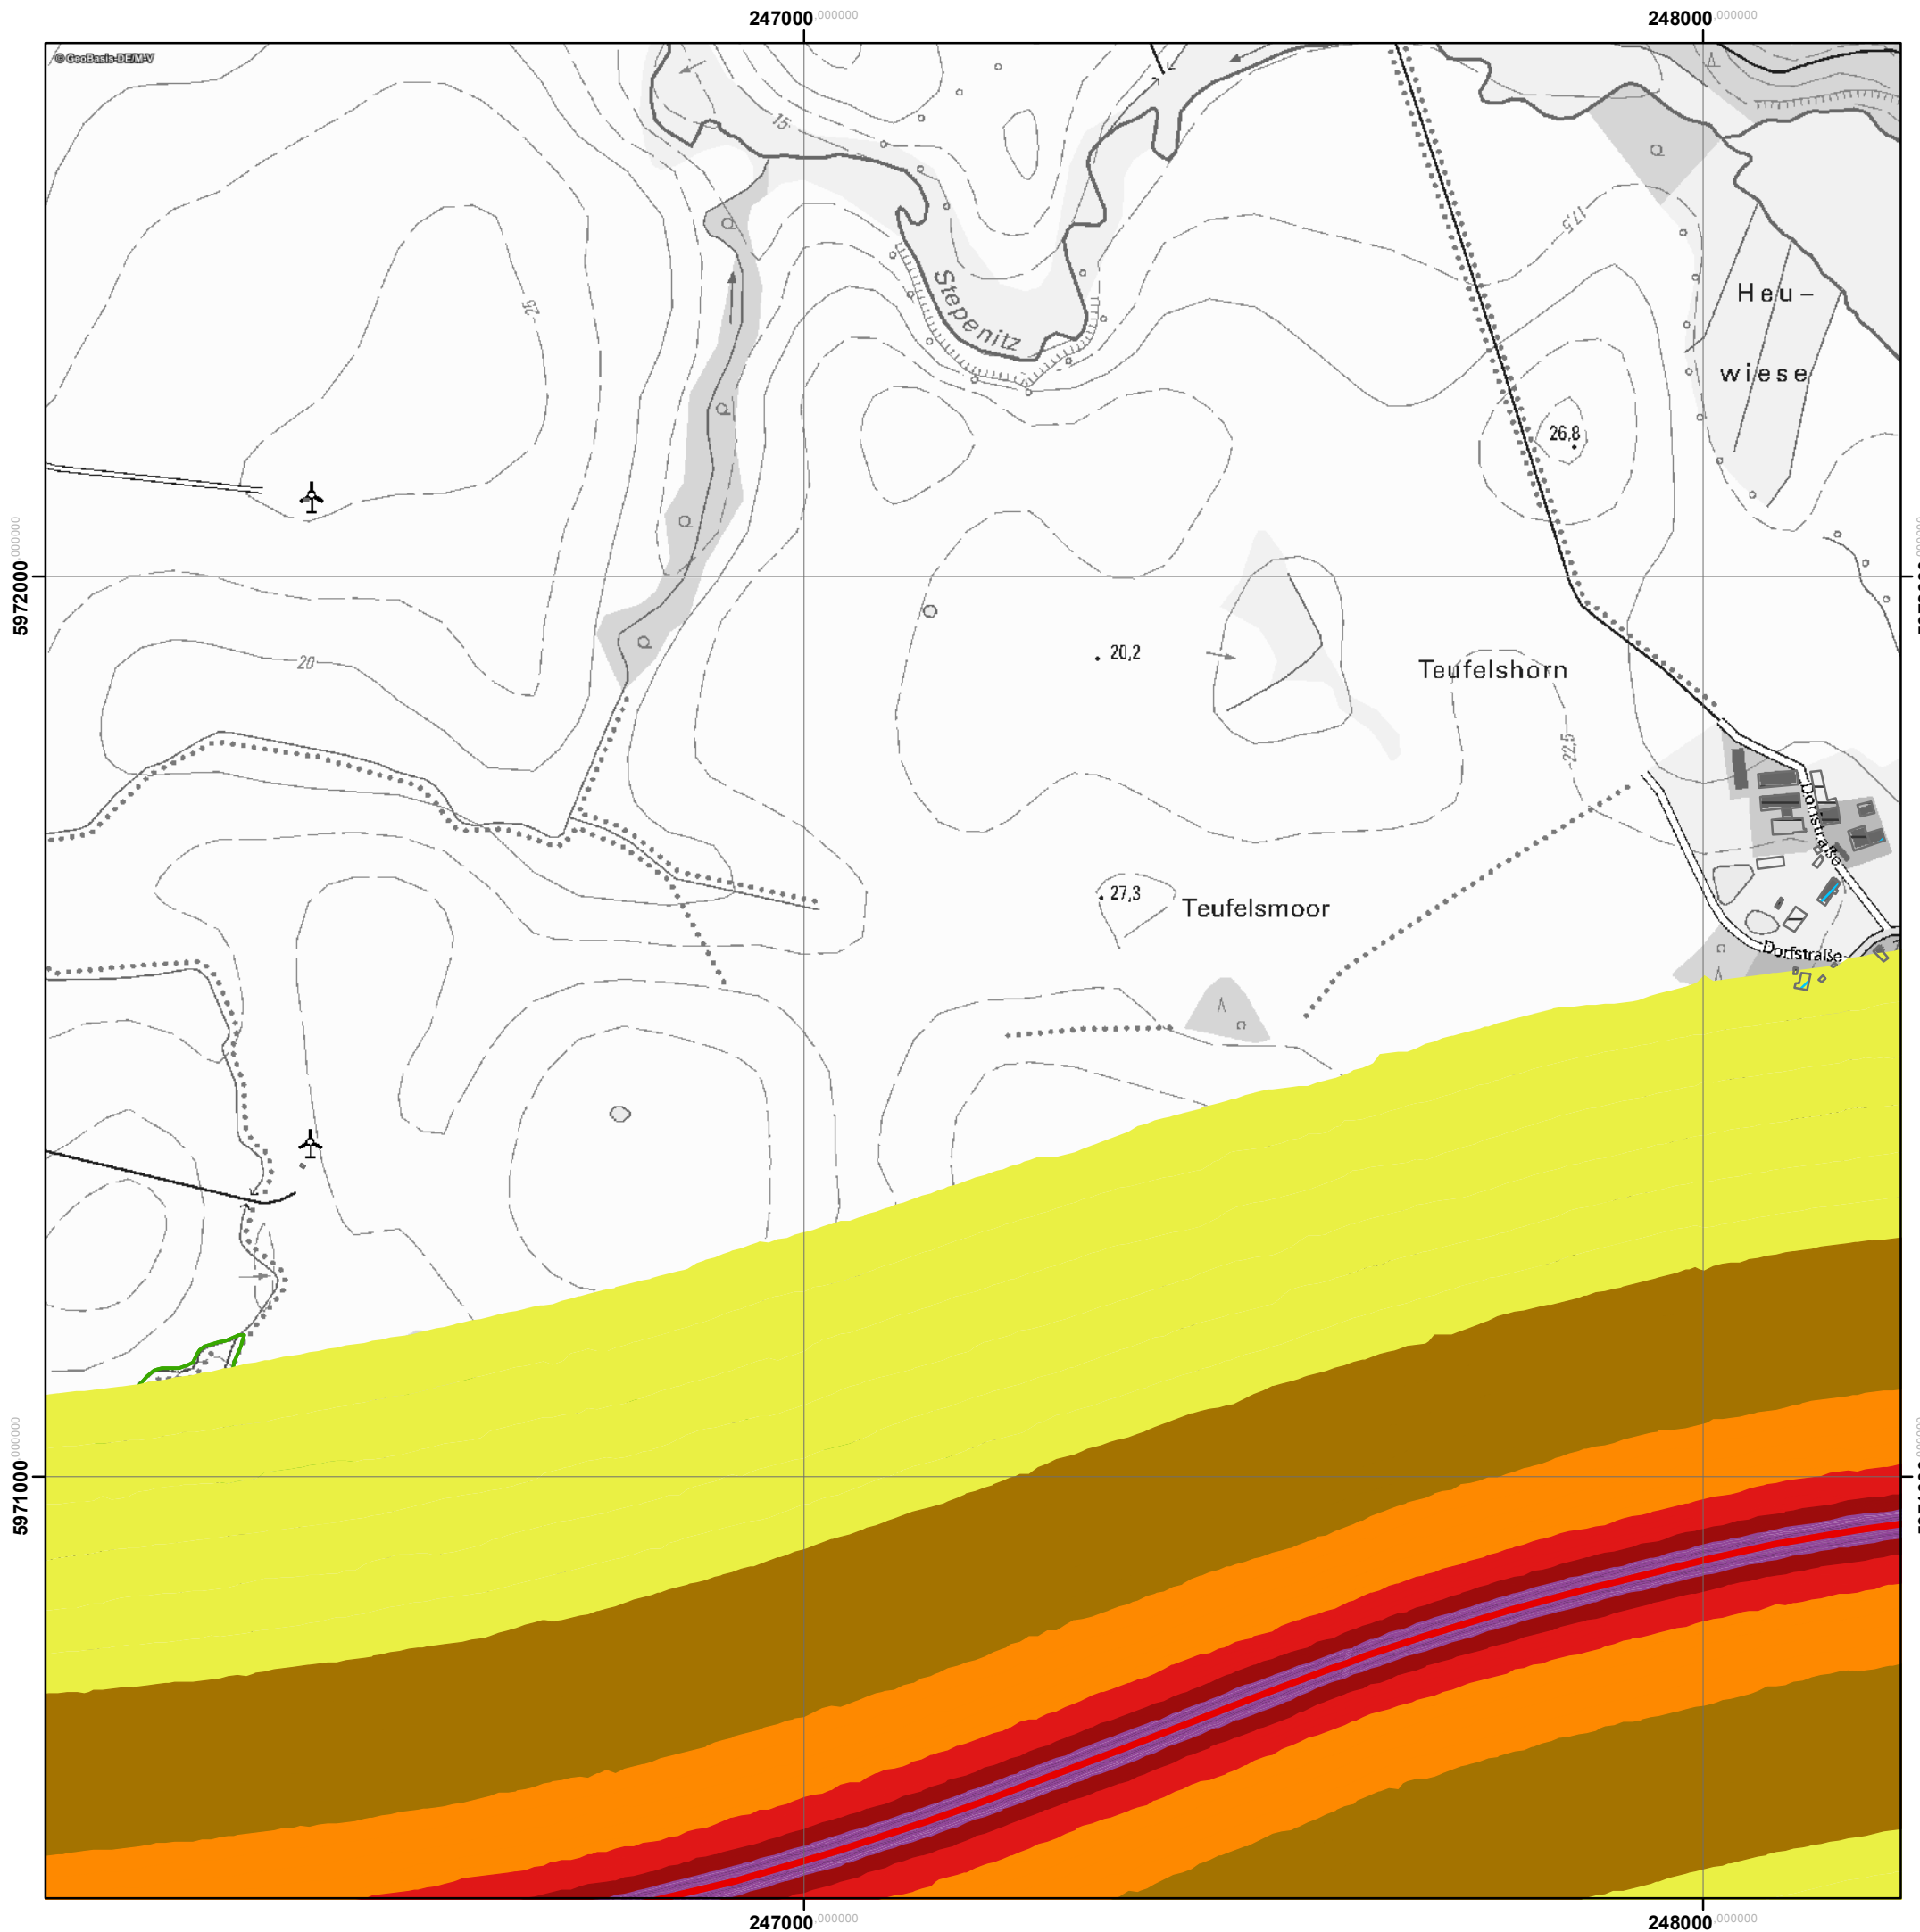 247000.000000
248000.000000
© GeoBasis-DE/M-V
15
17,5
25
Stepenitz
Heu-
wiese
26,8
5972000.000000
20
20,2
Teufelshorn
22,5
Dorfstraße
27,3
Teufelsmoor
Dorfstraße
5971000.000000
247000.000000
248000.000000